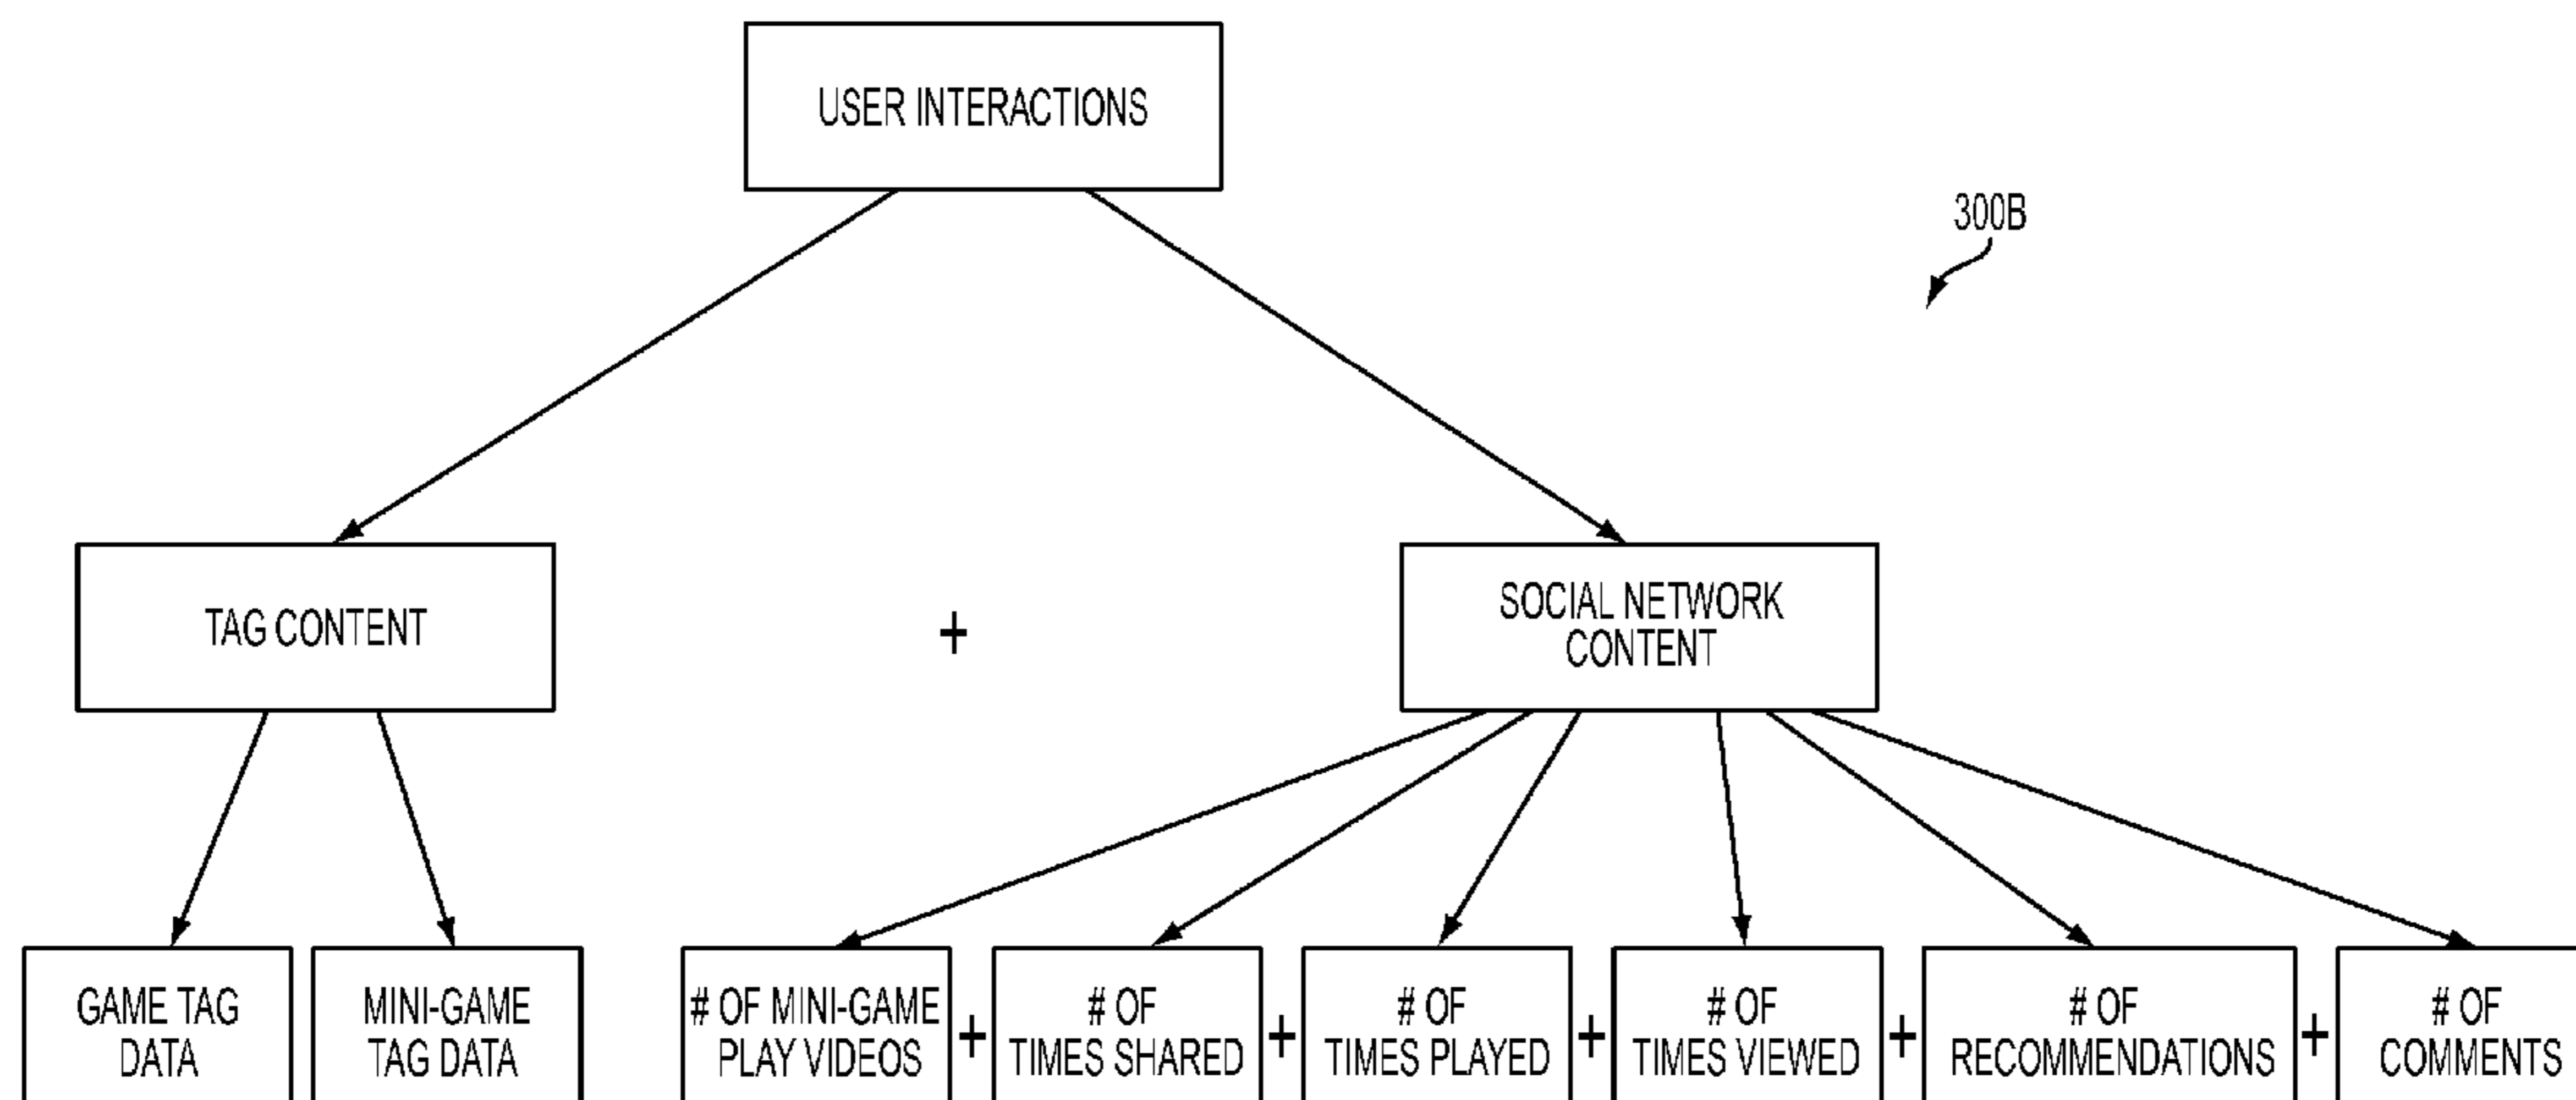 USER INTERACTIONS
300B
TAG CONTENT
+
SOCIAL NETWORK
CONTENT
GAME TAG
DATA
MINI-GAME
TAG DATA
# OF MINI-GAME
PLAY VIDEOS
+
# OF
TIMES SHARED
+
# OF
TIMES PLAYED
+
# OF
TIMES VIEWED
+
# OF
RECOMMENDATIONS
+
# OF
COMMENTS